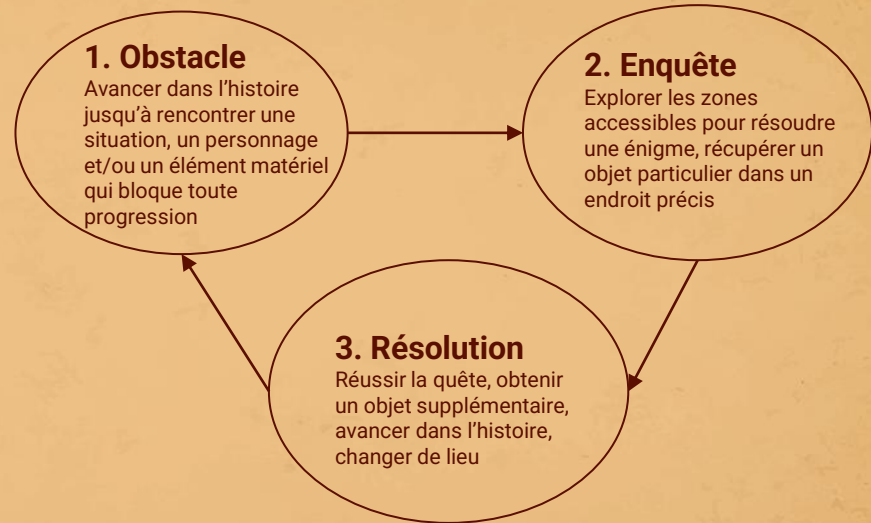 1. Obstacle
Avancer dans l’histoire
jusqu’à rencontrer une
situation, un personnage
et/ou un élément matériel
qui bloque toute
progression
2. Enquête
Explorer les zones
accessibles pour résoudre
une énigme, récupérer un
objet particulier dans un
endroit précis
3. Résolution
Réussir la quête, obtenir
un objet supplémentaire,
avancer dans l’histoire,
changer de lieu